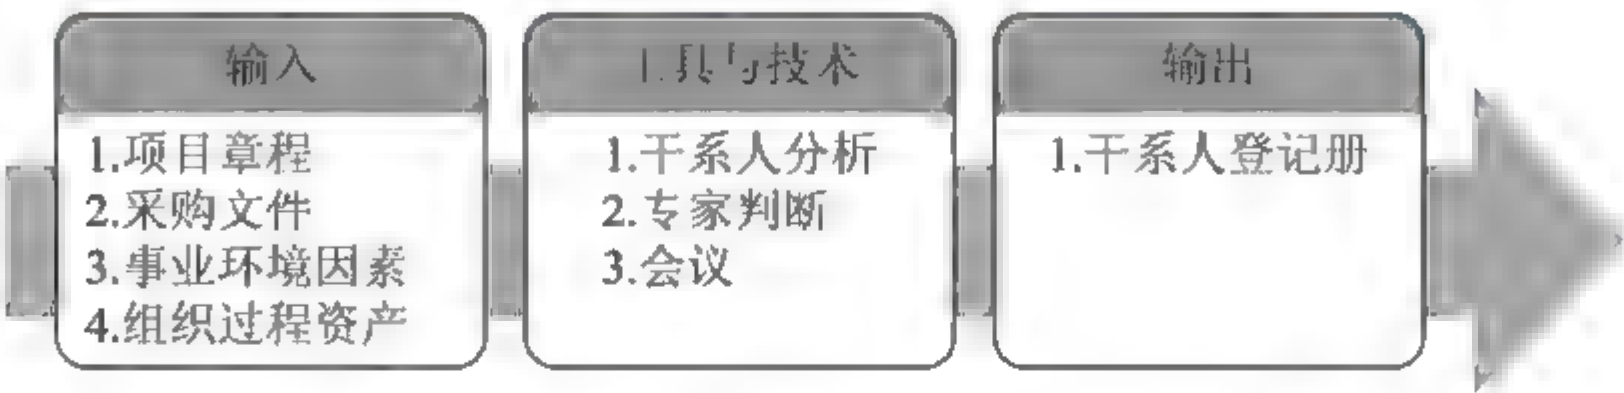 输入
1.项目章程
2.采购文件
3.事业环境因素
4.组织过程资产
工具与技术
1.干系人分析
2.专家判断
3.会议
输出
1.干系人登记册